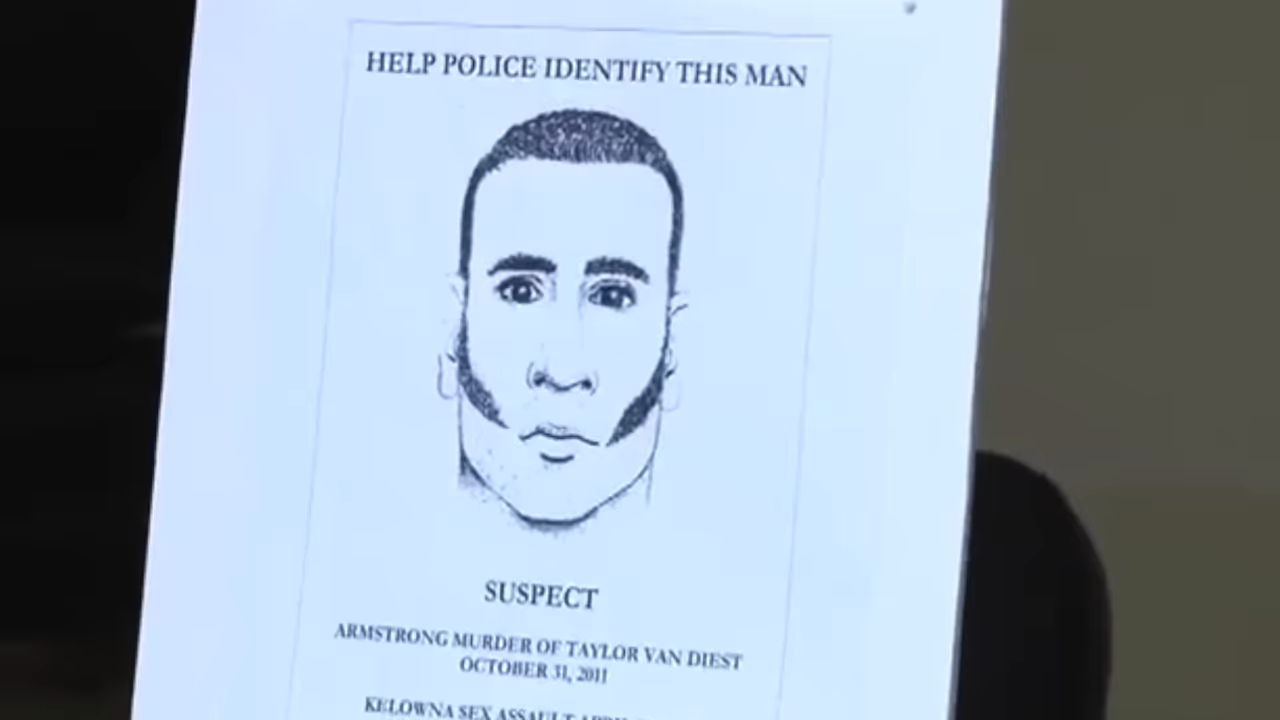 HELP POLICE IDENTIFY THIS MAN
SUSPECT
ARMSTRONG MURDER OF TAYLOR VAN DIEST
OCTOBER 31, 2011
KELOWNA SEX ASSAULT